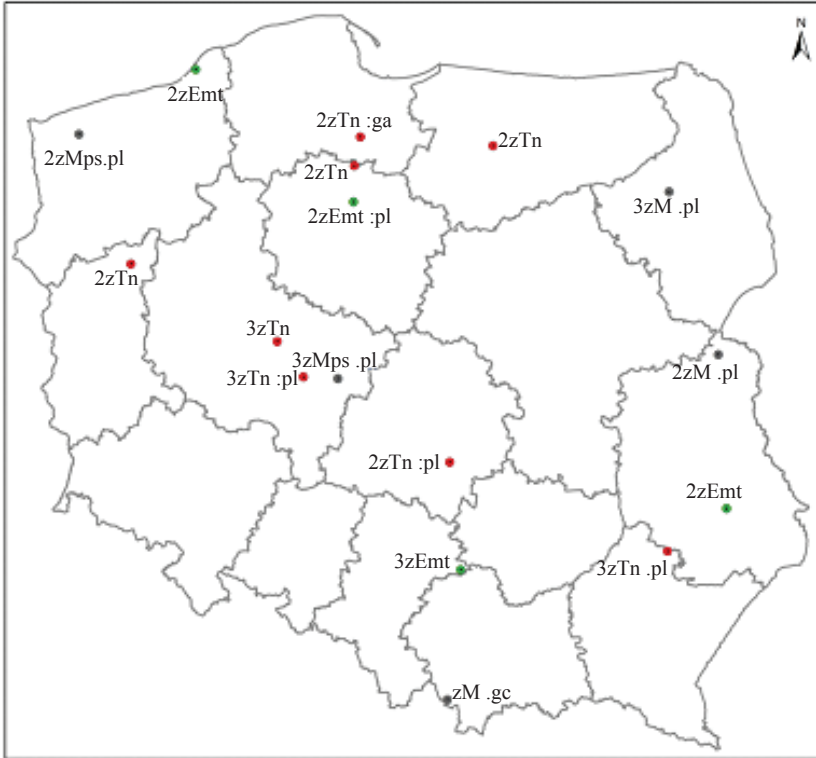 N
2zEmt
2zTn :ga
2zMps.pl
2zTn
2zTn
3zM .pl
2zEmt :pl
2zTn
3zTn
3zMps .pl
2zM .pl
3zTn :pl
2zTn :pl
2zEmt
3zEmt
3zTn .pl
zM .gc